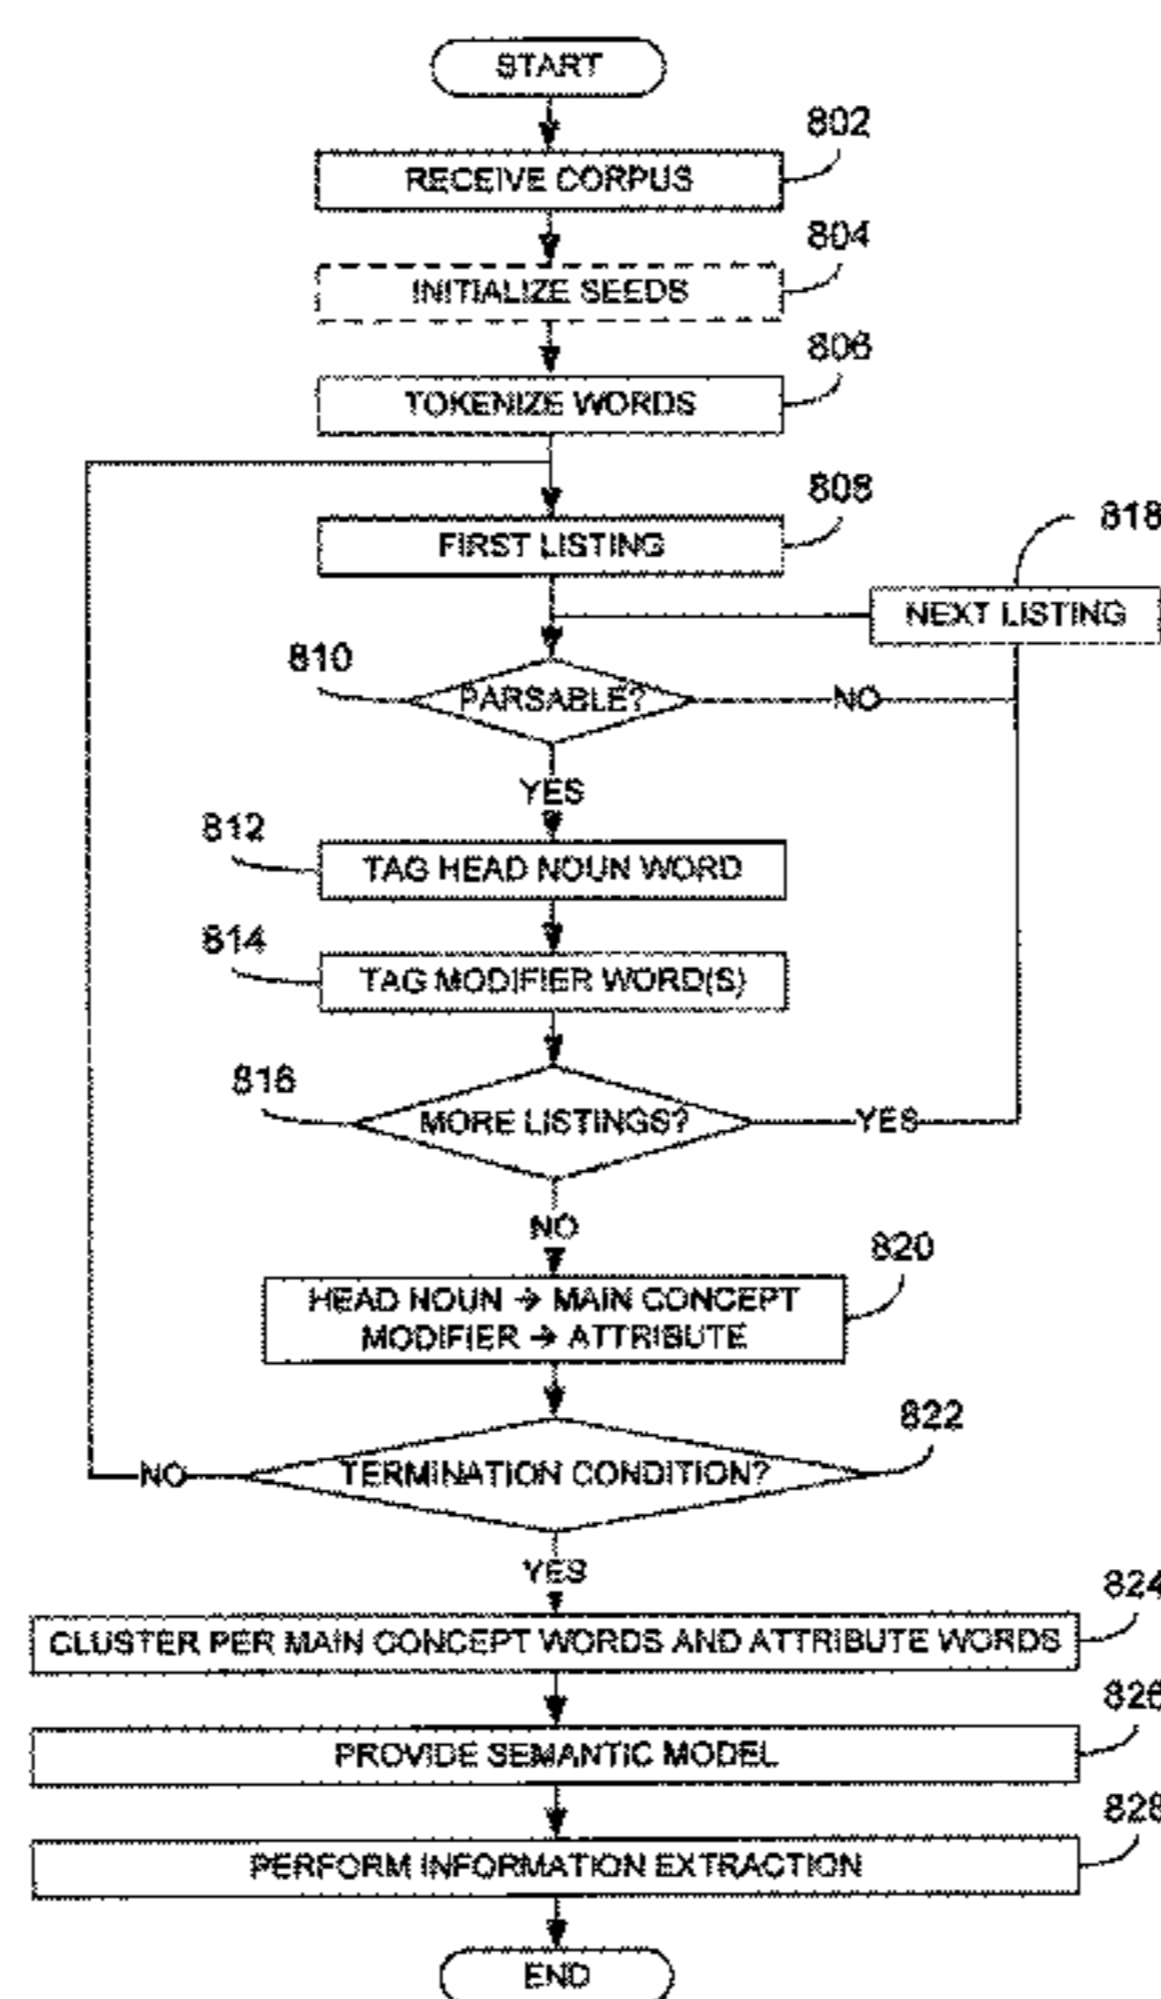 START
802
RECEIVE CORPUS
804
INITIALIZE SEEDS
806
TOKENIZE WORDS
808
FIRST LISTING
818
NEXT LISTING
810
PARSABLE?
NO
YES
812
TAG HEAD NOUN WORD
814
TAG MODIFIER WORD(S)
816
MORE LISTINGS?
YES
NO
820
HEAD NOUN → MAIN CONCEPT
MODIFIER → ATTRIBUTE
822
TERMINATION CONDITION?
NO
YES
824
CLUSTER PER MAIN CONCEPT WORDS AND ATTRIBUTE WORDS
826
PROVIDE SEMANTIC MODEL
828
PERFORM INFORMATION EXTRACTION
END